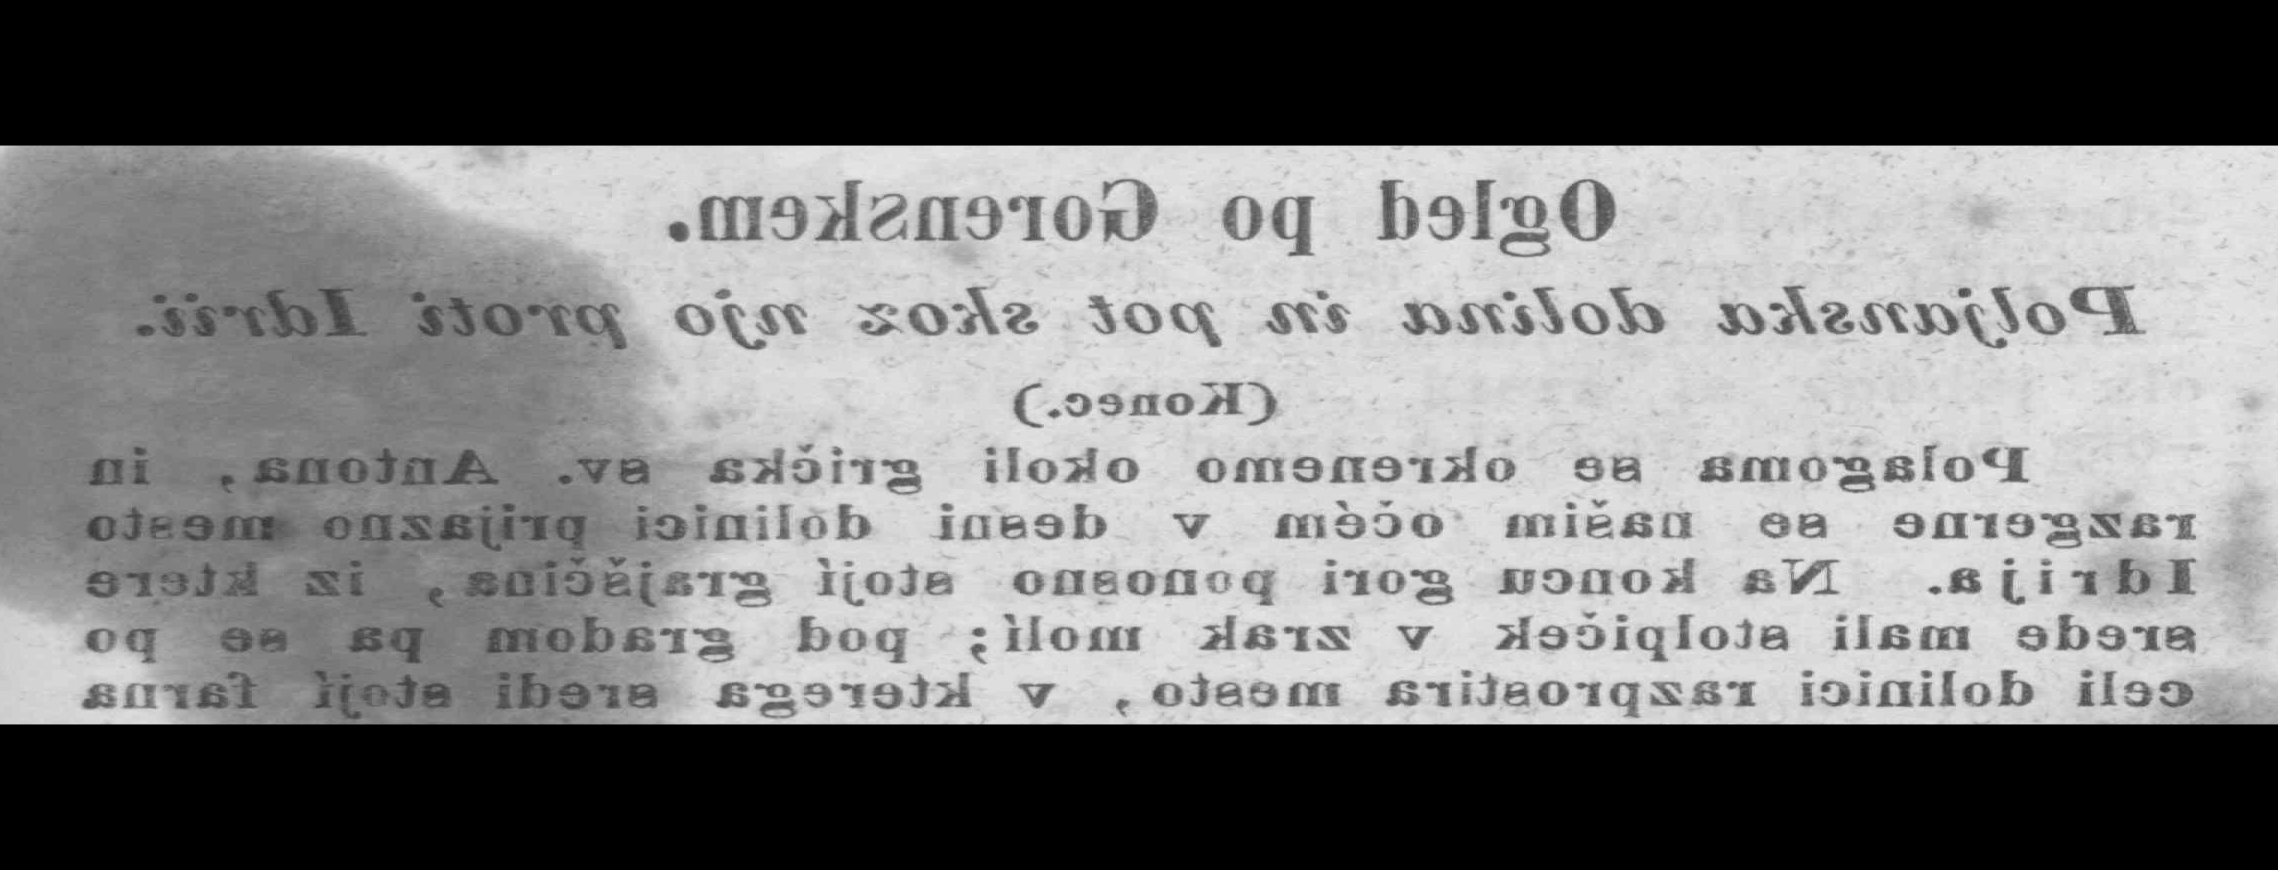 Ogled po Gorenskem.
Poljanska dolina in pot skoz njo proti Idrii.
(Konec.)
Polagoma se okrenemo okoli grička sv. Antona, in
razgerne se našim očém v desni dolinici prijazno mesto
Idrija. Na koncu gori ponosno stojí grajščina, iz ktere
srede mali stolpiček v zrak molí; pod gradom pa se po
celi dolinici razprostira mesto, v kterega sredi stojí farna